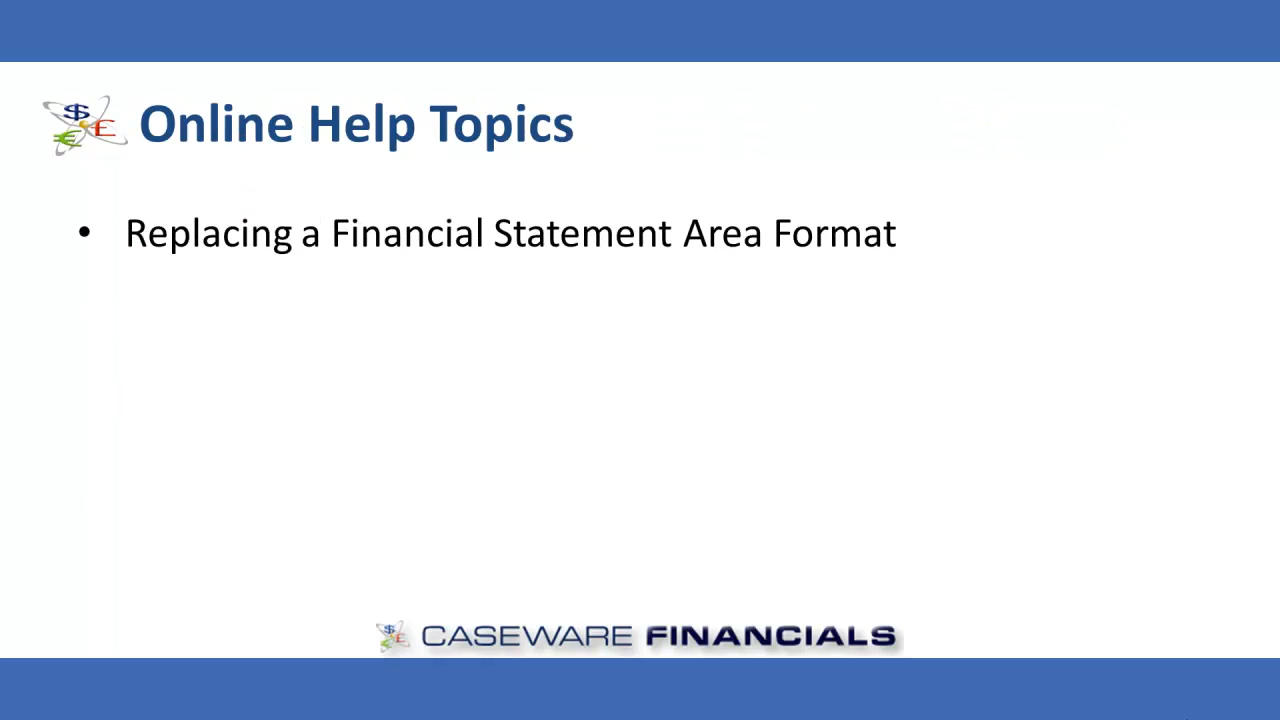 Online Help Topics
• Replacing a Financial Statement Area Format
CASEWARE FINANCIALS